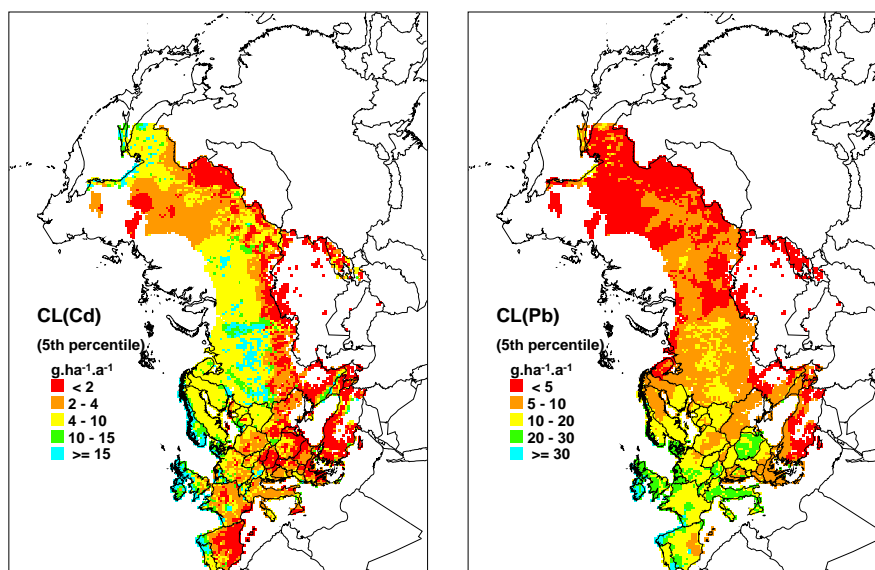 CL(Cd)
(5th percentile)
g.ha⁻¹.a⁻¹
< 2
2 - 4
4 - 10
10 - 15
>= 15
CL(Pb)
(5th percentile)
g.ha⁻¹.a⁻¹
< 5
5 - 10
10 - 20
20 - 30
>= 30